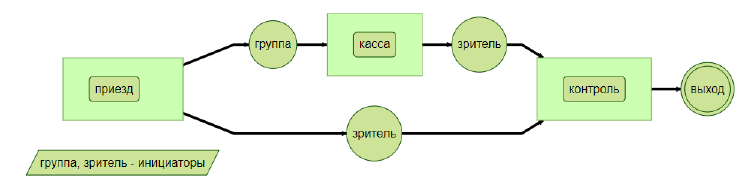 группа
касса
зритель
приезд
контроль
выход
зритель
группа, зритель - инициаторы